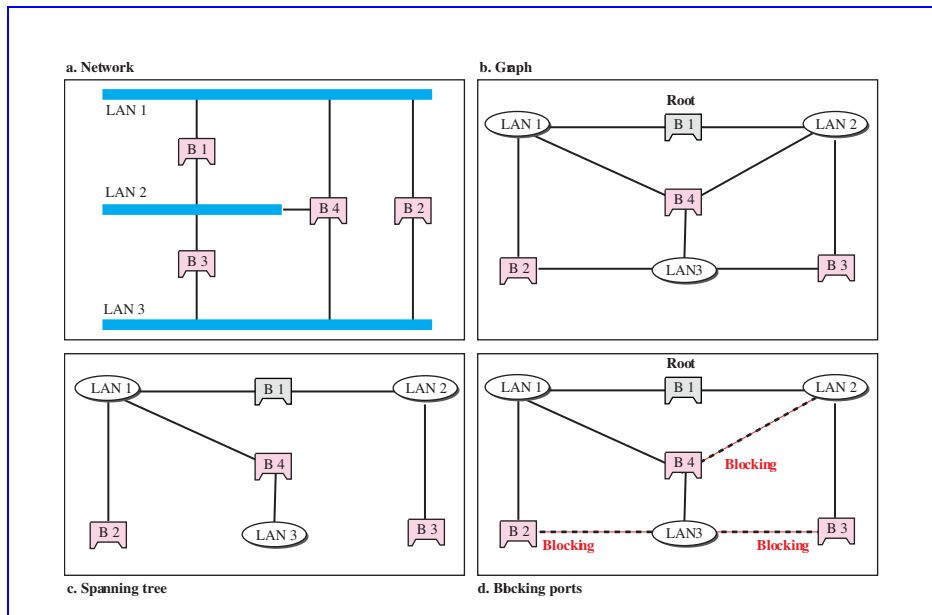 a. Network
LAN 1
B 1
LAN 2
B 4
B 2
B 3
LAN 3
b. Graph
Root
LAN 1
B 1
LAN 2
B 4
B 2
LAN3
B 3
LAN 1
B 1
LAN 2
B 4
B 2
LAN 3
B 3
c. Spanning tree
Root
LAN 1
B 1
LAN 2
B 4
Blocking
B 2
LAN3
B 3
Blocking
Blocking
d. Blocking ports